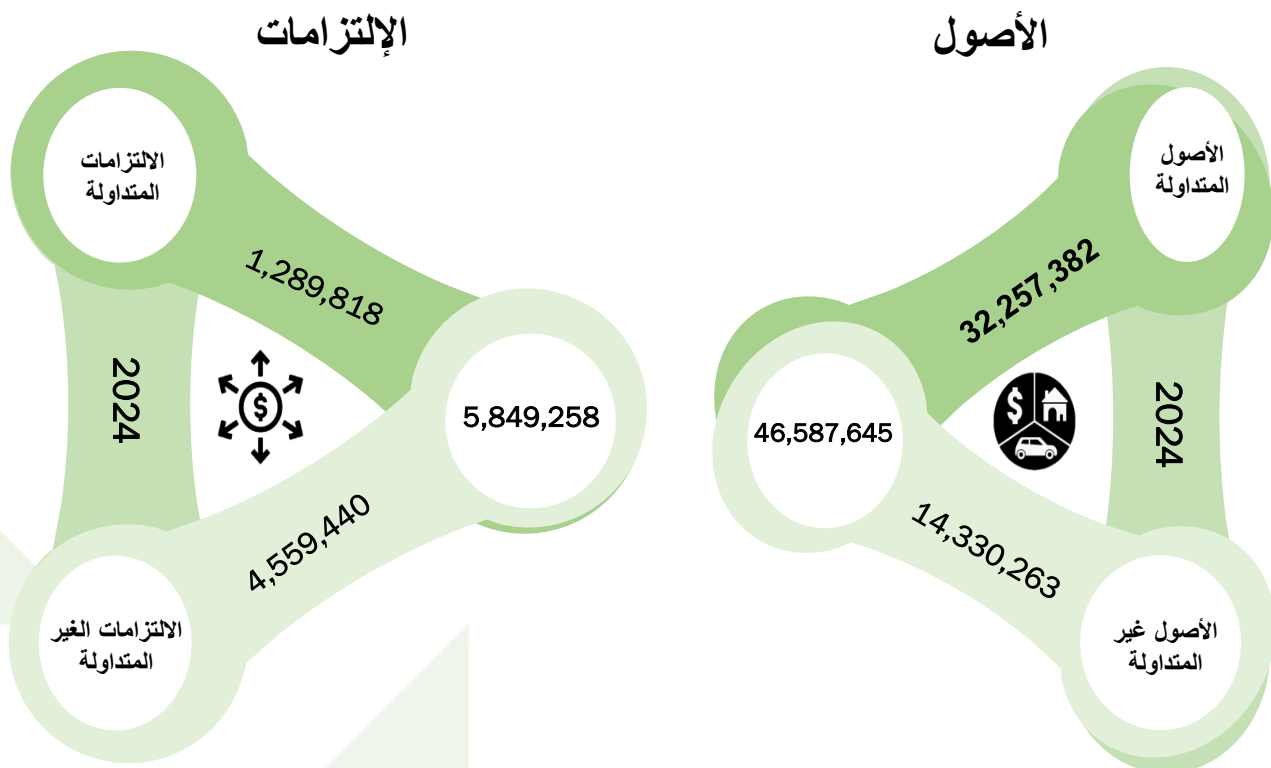 الأصول
الأصول
المتداولة
32,257,382
2024
46,587,645
14,330,263
الأصول غير
المتداولة
الإلتزامات
الالتزامات
المتداولة
1,289,818
2024
$
5,849,258
4,559,440
الالتزامات الغير
المتداولة
$